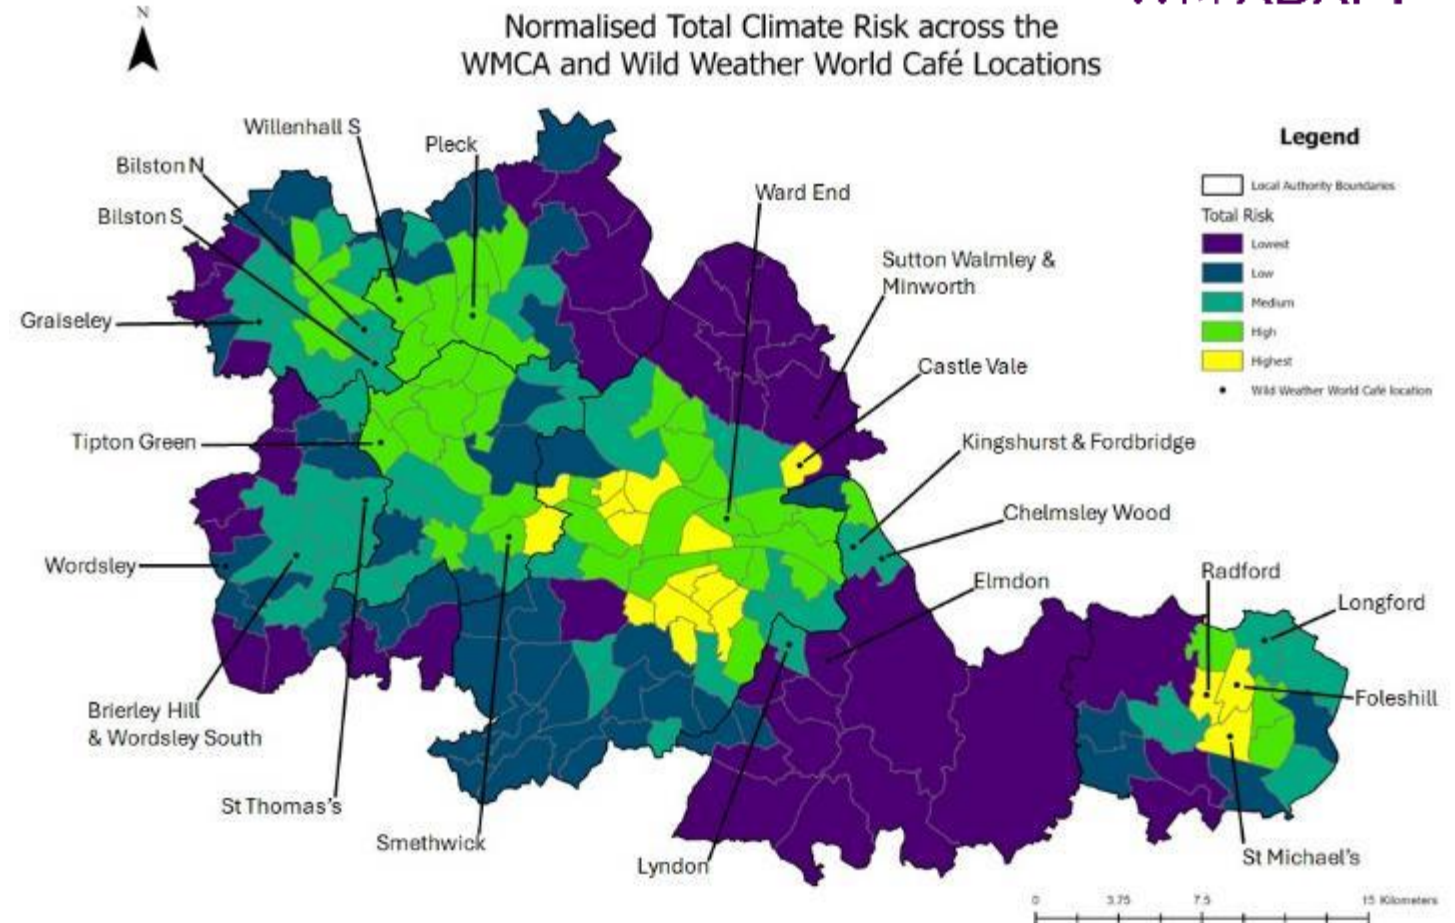 N
Normalised Total Climate Risk across the
WMCA and Wild Weather World Café Locations
Willenhall S
Pleck
Bilston N
Bilston S
Ward End
Sutton Walmley &
Minworth
Graiseley
Castle Vale
Tipton Green
Kingshurst & Fordbridge
Chelmsley Wood
Wordsley
Elmdon
Radford
Longford
Foleshill
Brierley Hill
& Wordsley South
St Thomas's
Smethwick
Lyndon
St Michael's
Legend
Local Authority Boundaries
Total Risk
Lowest
Low
Medium
High
Highest
Wild Weather World Café location
0 3.75 7.5 15 Kilometers